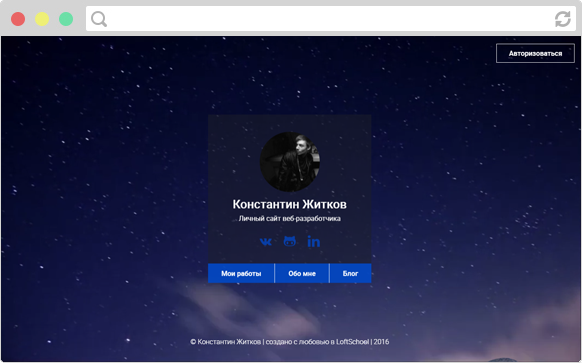 Авторизоваться
Константин Житков
Личный сайт веб-разработчика
Мои работы
Обо мне
Блог
© Константин Житков | создано с любовью в LoftSchool | 2016